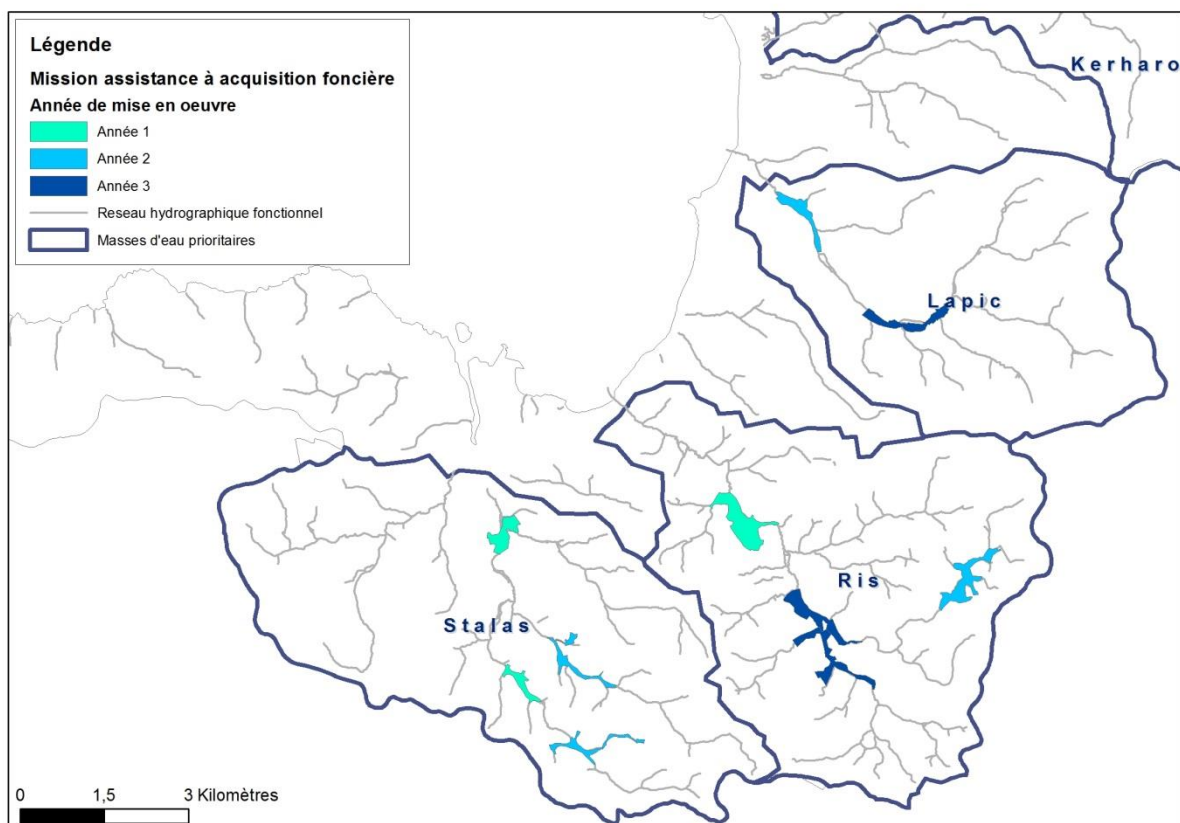 Légende
Mission assistance à acquisition foncière
Année de mise en oeuvre
Année 1
Année 2
Année 3
Reseau hydrographique fonctionnel
Masses d'eau prioritaires
Kerharo
Lapic
Ris
Stalas
0 1,5 3 Kilomètres